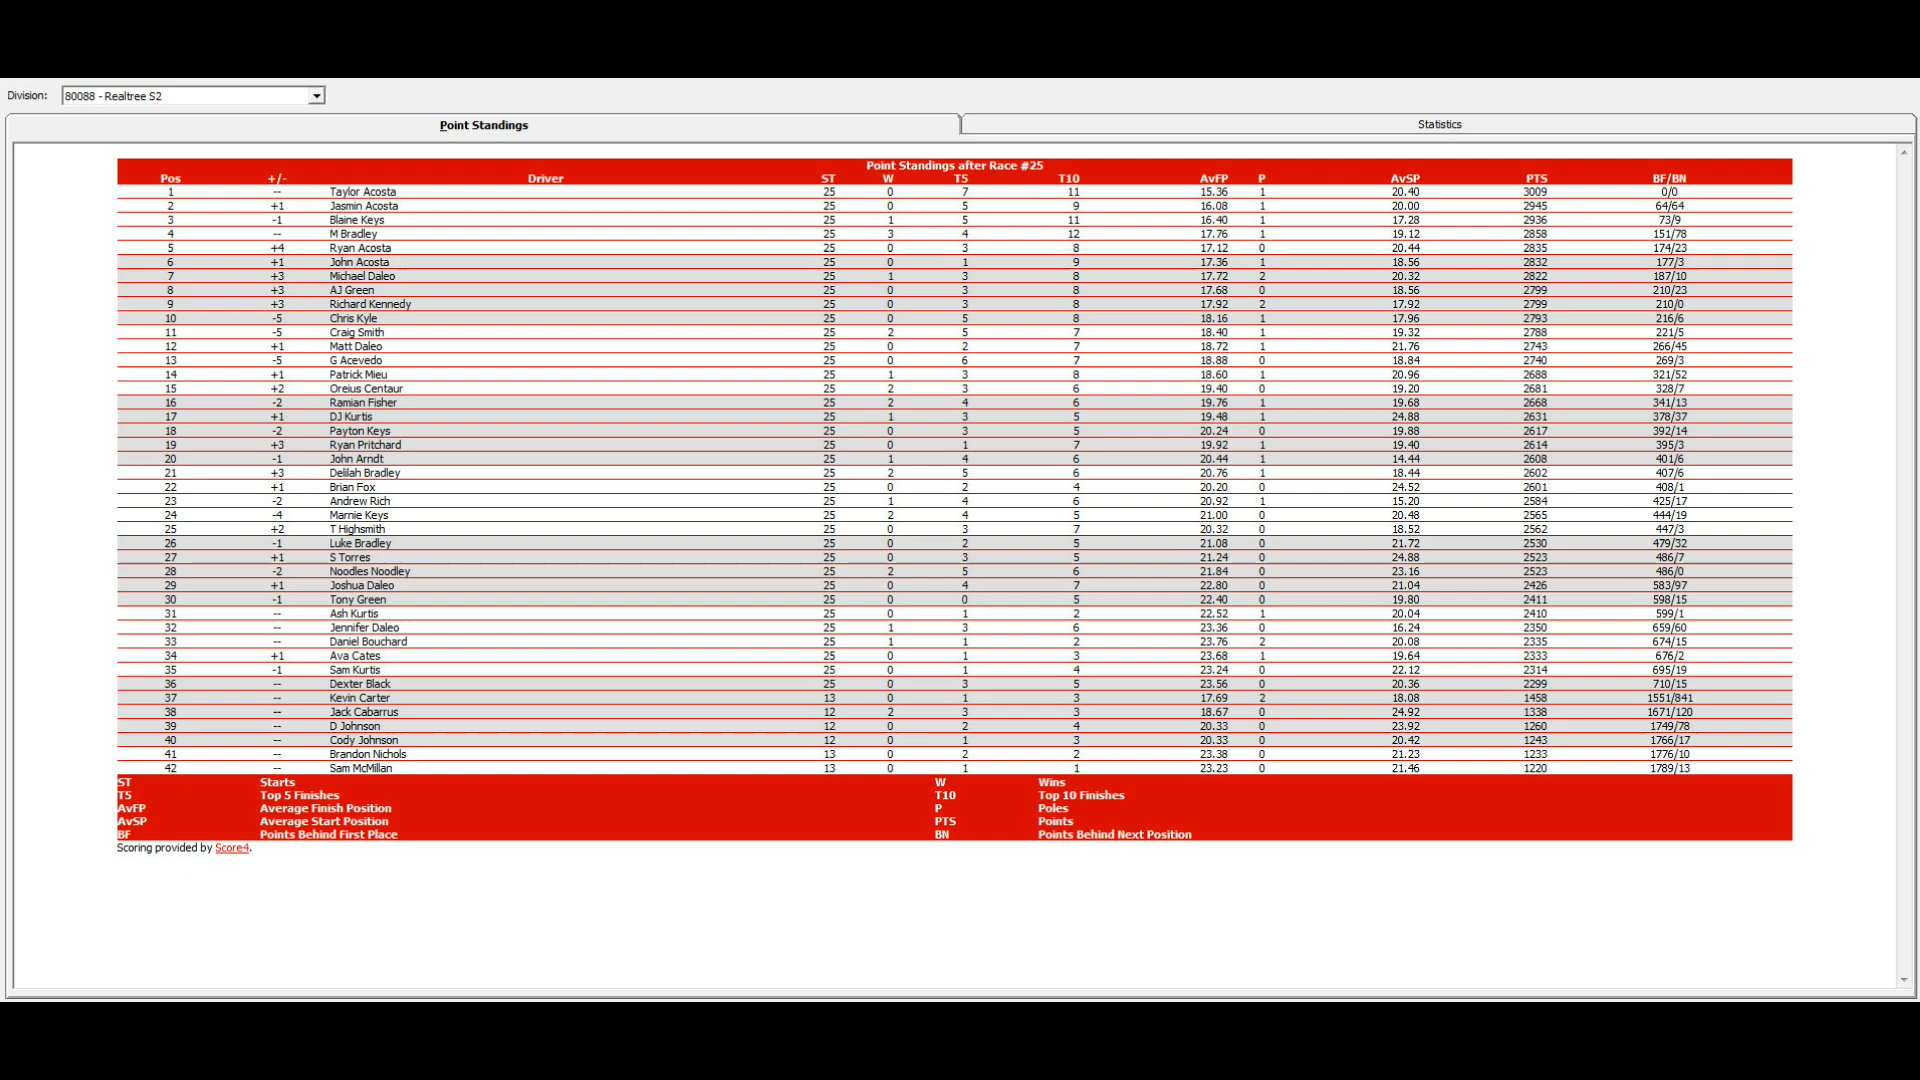 Division: 80088 - Realtree S2
Point Standings Statistics
Point Standings after Race #25
Pos +/- Driver ST W T5 T10 AvFP P AvSP PTS BF/BN
1 -- Taylor Acosta 25 0 7 11 15.36 1 20.40 3009 0/0
2 +1 Jasmin Acosta 25 0 5 9 16.08 1 20.00 2945 64/64
3 -1 Blaine Keys 25 1 5 11 16.40 1 17.28 2936 73/9
4 -- M Bradley 25 3 4 12 17.76 1 19.12 2858 151/78
5 +4 Ryan Acosta 25 0 3 8 17.12 0 20.44 2835 174/23
6 +1 John Acosta 25 0 1 9 17.36 1 18.56 2832 177/3
7 +3 Michael Daleo 25 1 3 8 17.72 2 20.32 2822 187/10
8 +3 AJ Green 25 0 3 8 17.68 0 18.56 2799 210/23
9 +3 Richard Kennedy 25 0 3 8 17.92 2 17.92 2799 210/0
10 -5 Chris Kyle 25 0 5 8 18.16 1 17.96 2793 216/6
11 -5 Craig Smith 25 2 5 7 18.40 1 19.32 2788 221/5
12 +1 Matt Daleo 25 0 2 7 18.72 1 21.76 2743 266/45
13 -5 G Acevedo 25 0 6 7 18.88 0 18.84 2740 269/3
14 +1 Patrick Mieu 25 1 3 8 18.60 1 20.96 2688 321/52
15 +2 Oreius Centaur 25 2 3 6 19.40 0 19.20 2681 328/7
16 -2 Ramian Fisher 25 2 4 6 19.76 1 19.68 2668 341/13
17 +1 DJ Kurtis 25 1 3 5 19.48 1 24.88 2631 378/37
18 -2 Payton Keys 25 0 3 5 20.24 0 19.88 2617 392/14
19 +3 Ryan Pritchard 25 0 1 7 19.92 1 19.40 2614 395/3
20 -1 John Arndt 25 1 4 6 20.44 1 14.44 2608 401/6
21 +3 Delilah Bradley 25 2 5 6 20.76 1 18.44 2602 407/6
22 +1 Brian Fox 25 0 2 4 20.20 0 24.52 2601 408/1
23 -2 Andrew Rich 25 1 4 6 20.92 1 15.20 2584 425/17
24 -4 Marnie Keys 25 2 4 5 21.00 0 20.48 2565 444/19
25 +2 T Highsmith 25 0 3 7 20.32 0 18.52 2562 447/3
26 -1 Luke Bradley 25 0 2 5 21.08 0 21.72 2530 479/32
27 +1 S Torres 25 0 3 5 21.24 0 24.88 2523 486/7
28 -2 Noodles Noodley 25 2 5 6 21.84 0 23.16 2523 486/0
29 +1 Joshua Daleo 25 0 4 7 22.80 0 21.04 2426 583/97
30 -1 Tony Green 25 0 0 5 22.40 0 19.80 2411 598/15
31 -- Ash Kurtis 25 0 1 2 22.52 1 20.04 2410 599/1
32 -- Jennifer Daleo 25 1 3 6 23.36 0 16.24 2350 659/60
33 -- Daniel Bouchard 25 1 1 2 23.76 2 20.08 2335 674/15
34 +1 Ava Cates 25 0 1 3 23.68 1 19.64 2333 676/2
35 -1 Sam Kurtis 25 0 1 4 23.24 0 22.12 2314 695/19
36 -- Dexter Black 25 0 3 5 23.56 0 20.36 2299 710/15
37 -- Kevin Carter 13 0 1 3 17.69 2 18.08 1458 1551/841
38 -- Jack Cabarrus 12 2 3 3 18.67 0 24.92 1338 1671/120
39 -- D Johnson 12 0 2 4 20.33 0 23.92 1260 1749/78
40 -- Cody Johnson 12 0 1 3 20.33 0 20.42 1243 1766/17
41 -- Brandon Nichols 13 0 2 2 23.38 0 21.23 1233 1776/10
42 -- Sam McMillan 13 0 1 1 23.23 0 21.46 1220 1789/13
ST Starts W Wins
T5 Top 5 Finishes T10 Top 10 Finishes
AvFP Average Finish Position P Poles
AvSP Average Start Position PTS Points
BF Points Behind First Place BN Points Behind Next Position
Scoring provided by Score4.